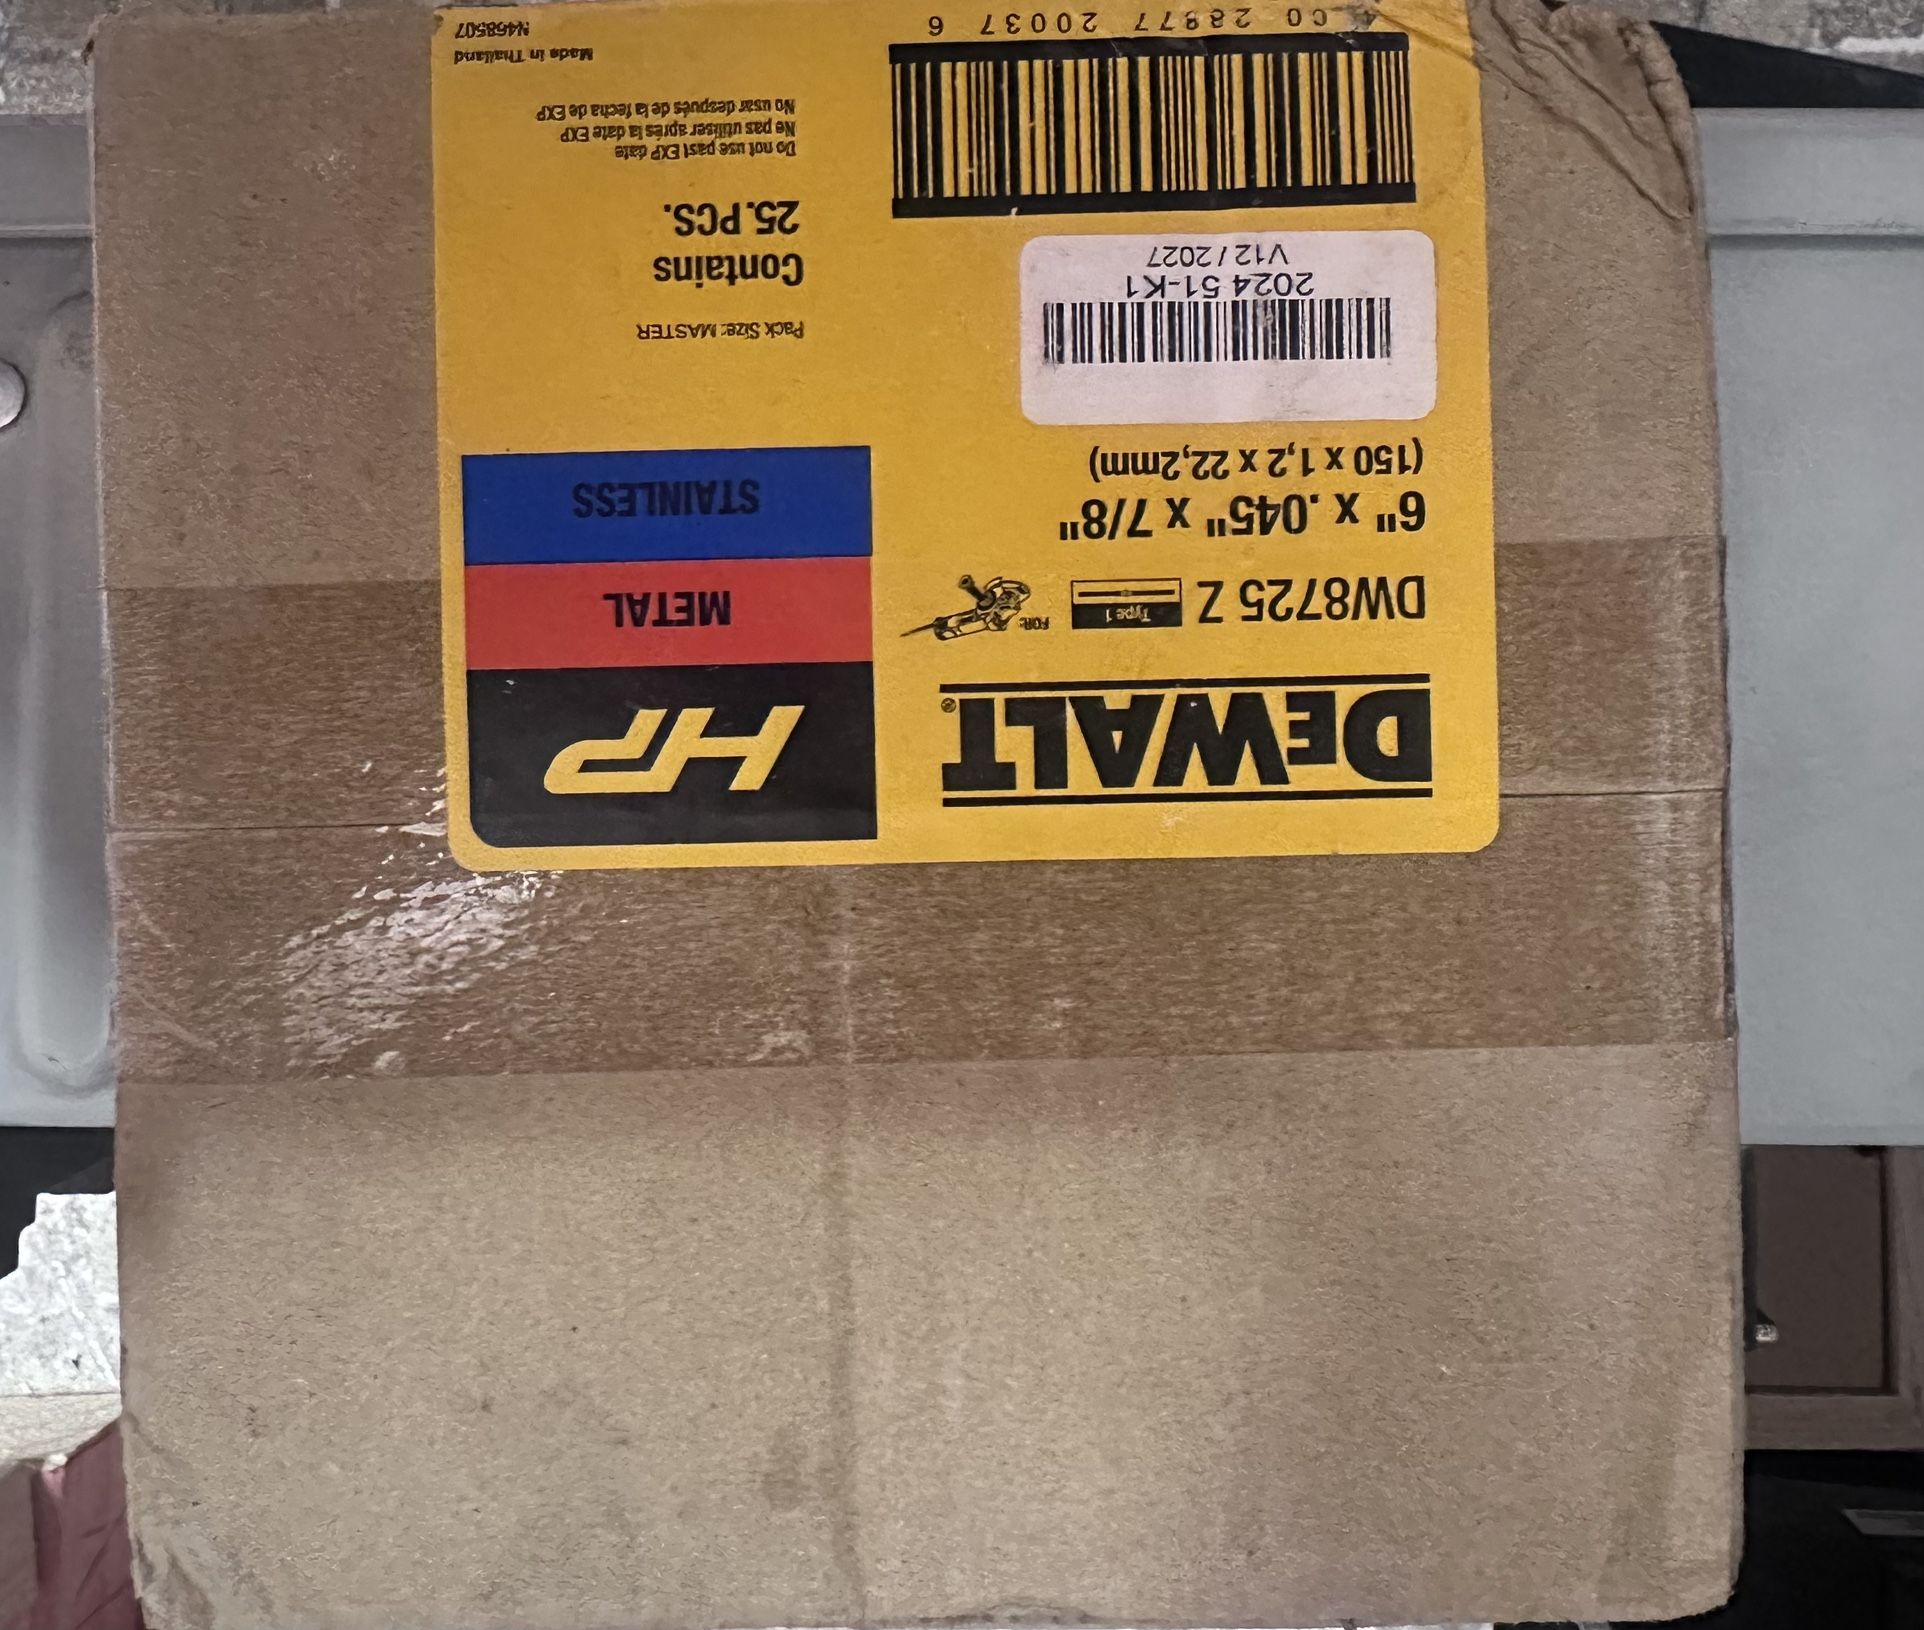 DEWALT®
HP
METAL
STAINLESS
DW8725 Z
Type 1
FOR:
6" x .045" x 7/8"
(150 x 1,2 x 22,2mm)
2024 51-K1
V12 / 2027
Pack Size: MASTER
Contains
25.PCS.
Do not use past EXP date
Ne pas utiliser après la date EXP
No usar después de la fecha de EXP
Made in Thailand
N468507
28877 20037 6